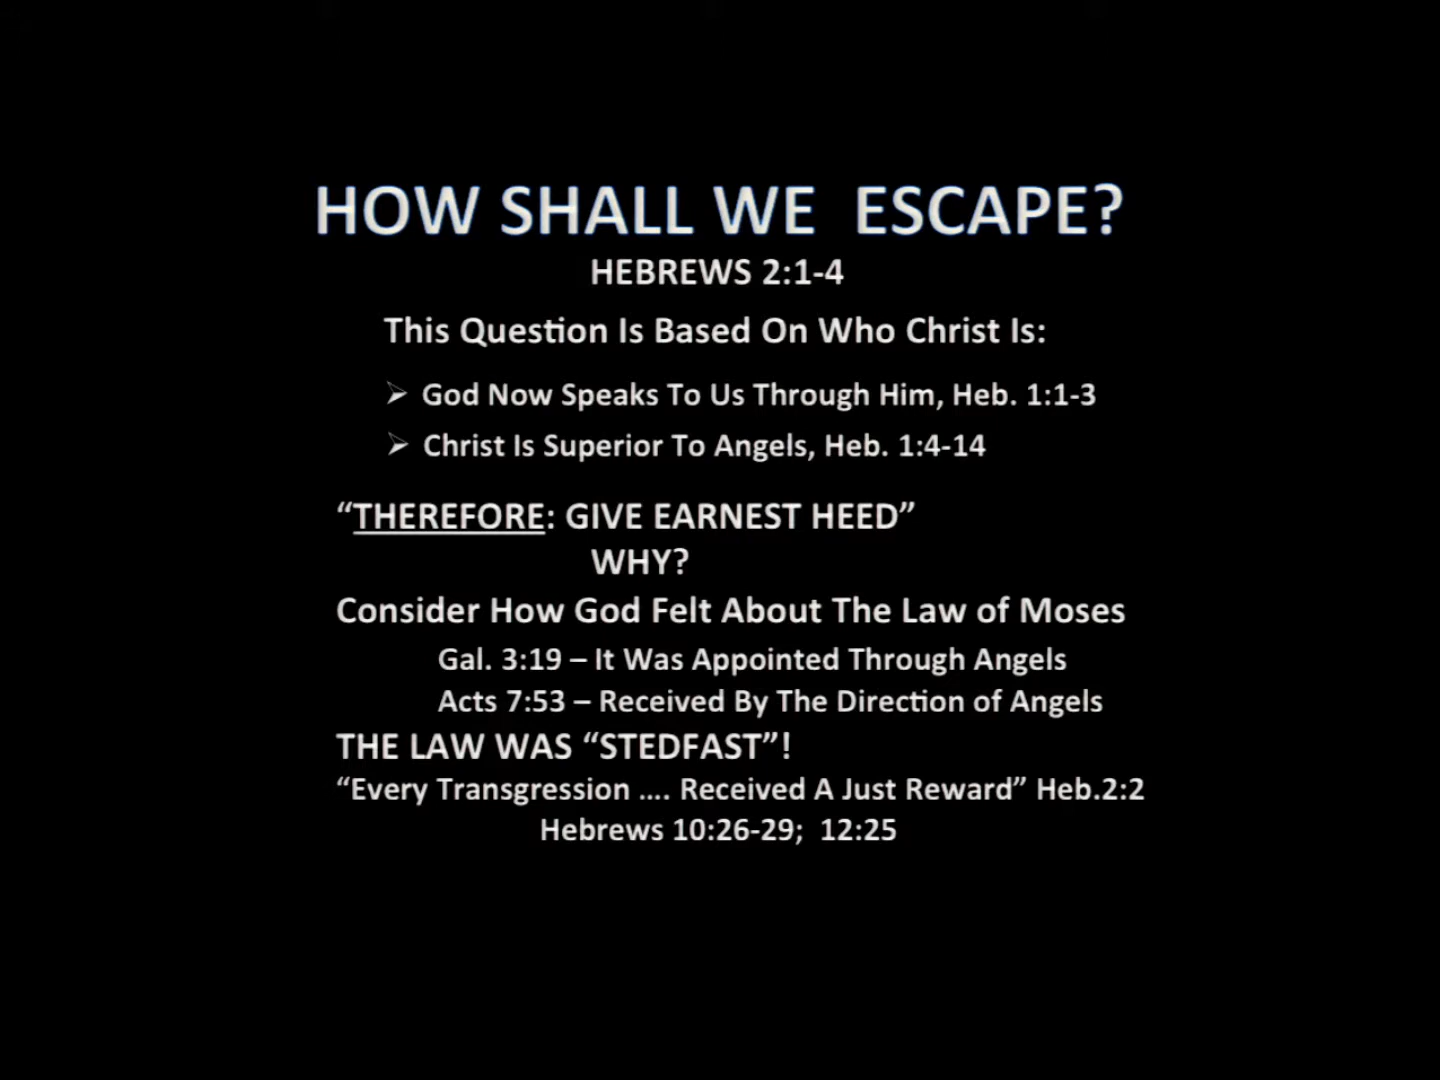 HOW SHALL WE ESCAPE?
HEBREWS 2:1-4
This Question Is Based On Who Christ Is:
➢ God Now Speaks To Us Through Him, Heb. 1:1-3
➢ Christ Is Superior To Angels, Heb. 1:4-14
“THEREFORE: GIVE EARNEST HEED”
WHY?
Consider How God Felt About The Law of Moses
Gal. 3:19 – It Was Appointed Through Angels
Acts 7:53 – Received By The Direction of Angels
THE LAW WAS “STEDFAST”!
“Every Transgression .... Received A Just Reward” Heb.2:2
Hebrews 10:26-29; 12:25